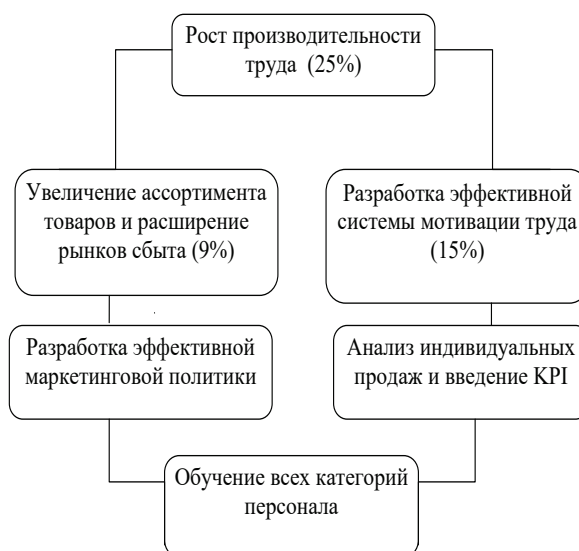 Рост производительности
труда (25%)
Увеличение ассортимента
товаров и расширение
рынков сбыта (9%)
Разработка эффективной
системы мотивации труда
(15%)
Разработка эффективной
маркетинговой политики
Анализ индивидуальных
продаж и введение KPI
Обучение всех категорий
персонала